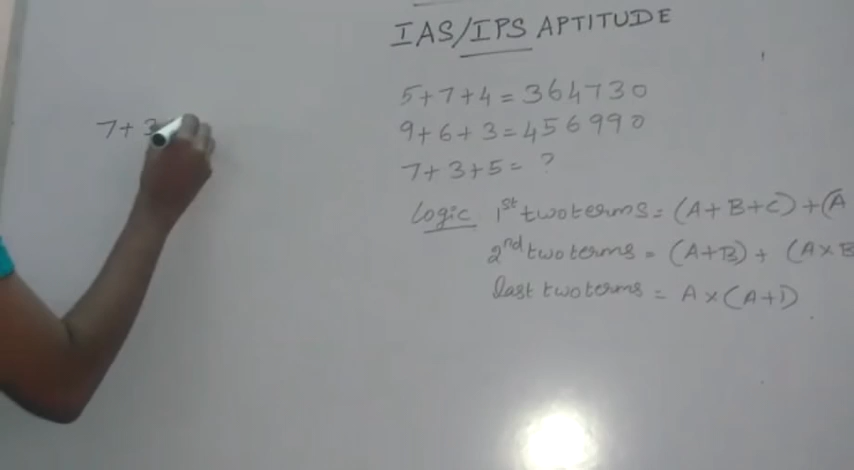 IAS/IPS APTITUDE
5+7+4=364730
9+6+3=456990
7+3+5=?
Logic 1st two terms = (A+B+C)+(A
2nd two terms = (A+B)+(A×B
last two terms = A×(A+1)
7+3